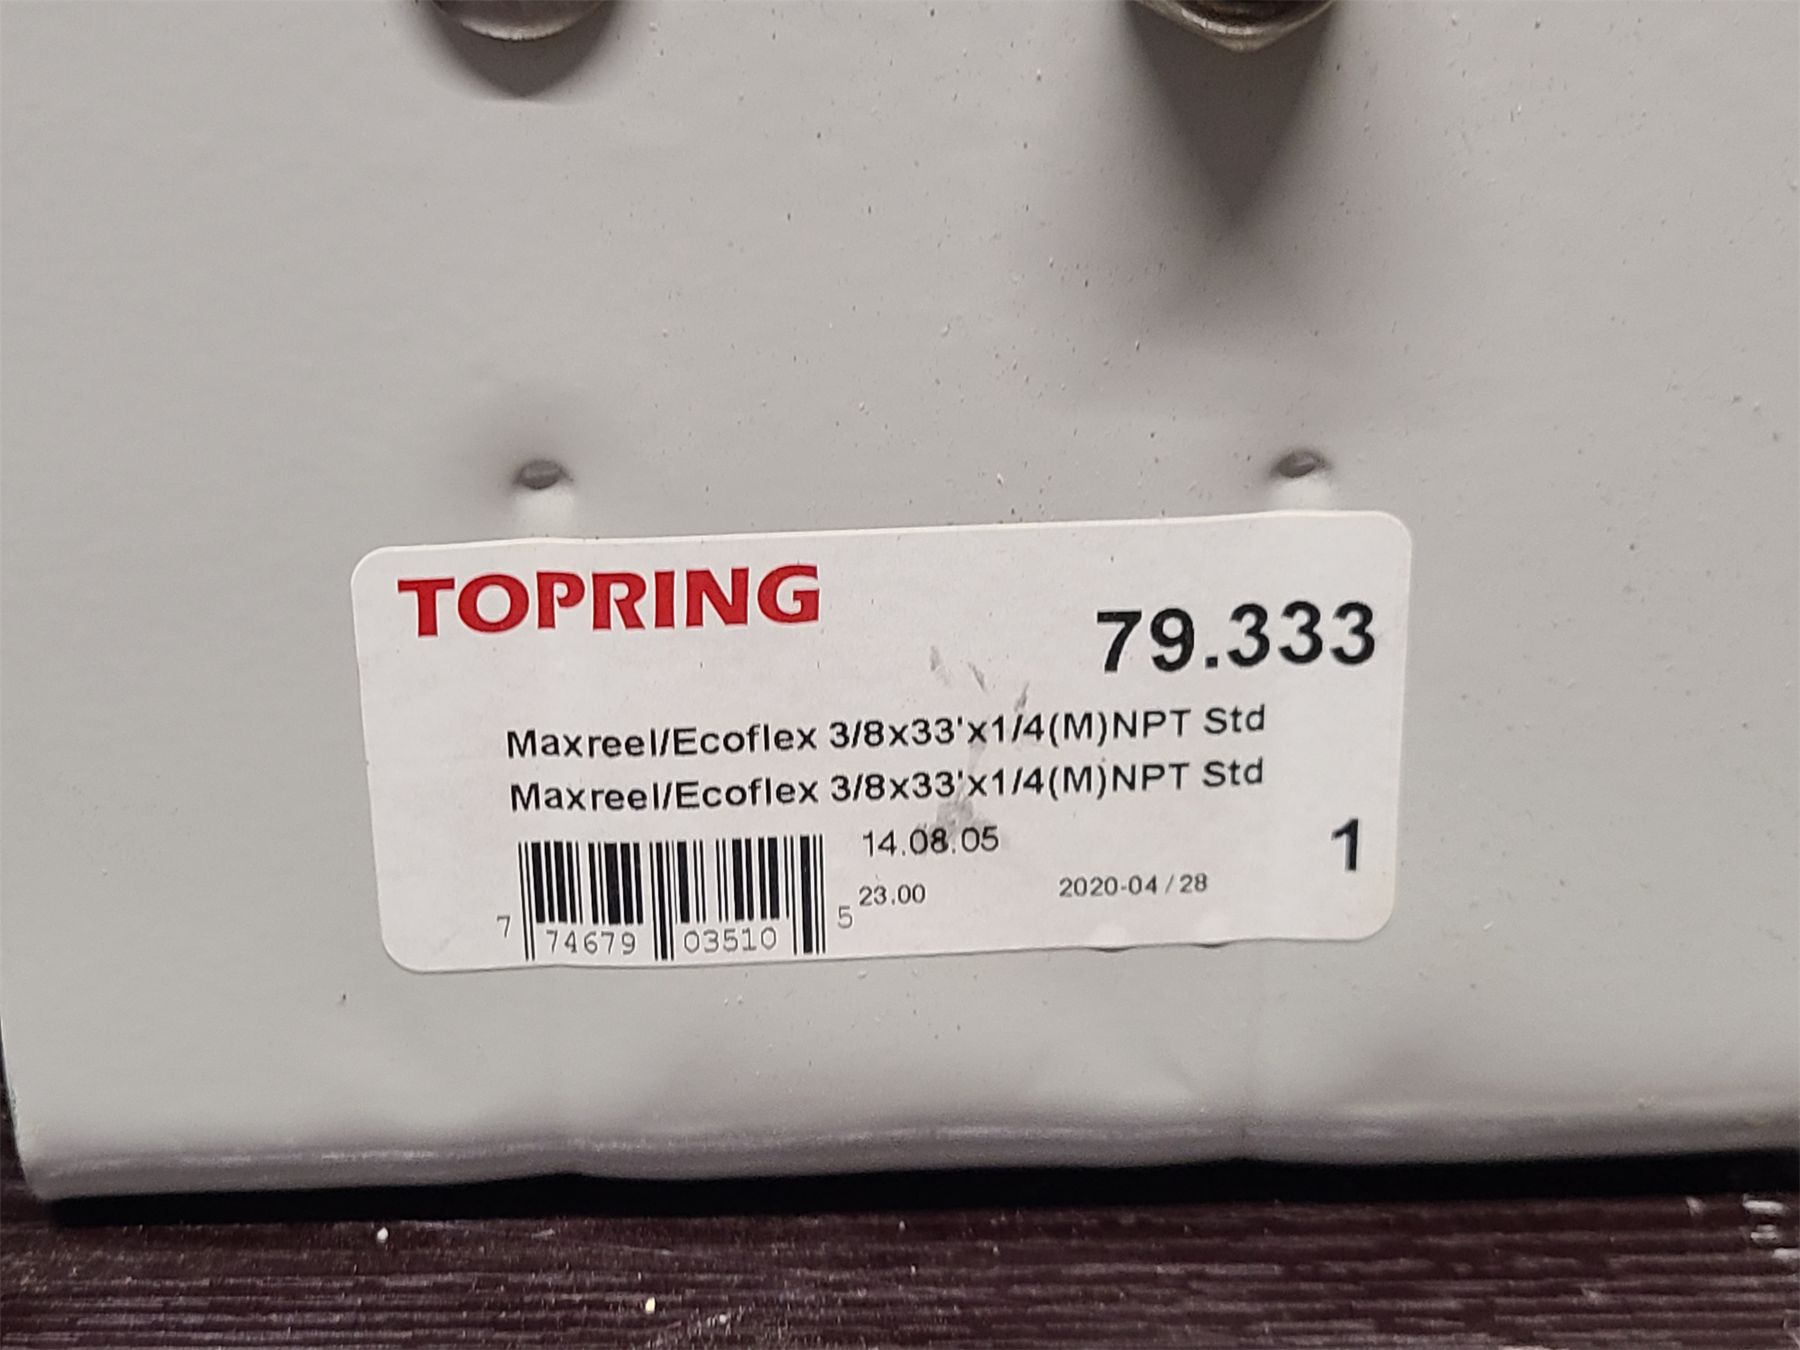 TOPRING
79.333
Maxreel/Ecoflex 3/8x33'x1/4(M)NPT Std
Maxreel/Ecoflex 3/8x33'x1/4(M)NPT Std
14.08.05
1
23.00
2020-04/28
7 74679 03510 5